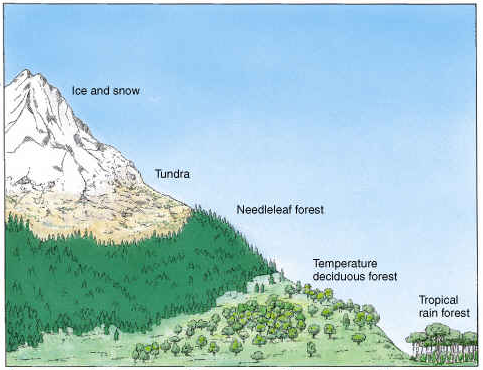 Ice and snow
Tundra
Needleleaf forest
Temperature
deciduous forest
Tropical
rain forest